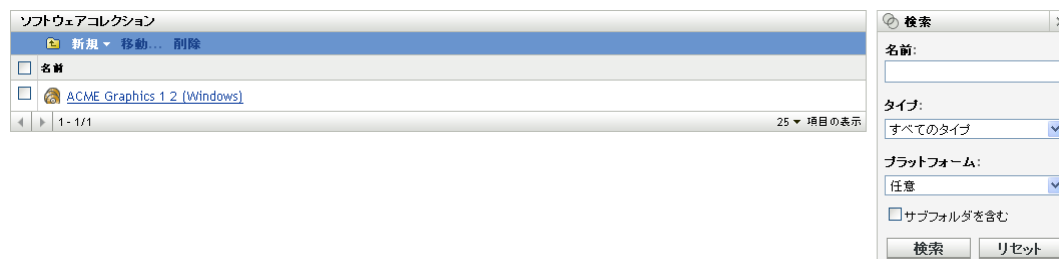 ソフトウェアコレクション
新規 移動... 削除
名前
ACME Graphics 1 2 (Windows)
1 - 1/1
25 項目の表示
検索
名前:
タイプ:
すべてのタイプ
プラットフォーム:
任意
サブフォルダを含む
検索 リセット